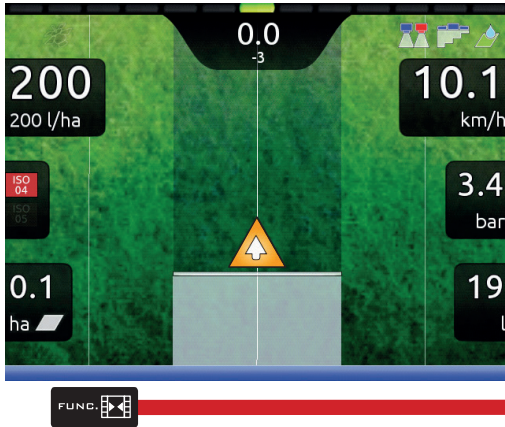 0.0
-3
200
200 l/ha
10.1
km/h
ISO
04
ISO
05
3.4
bar
0.1
ha
19
l
FUNC.